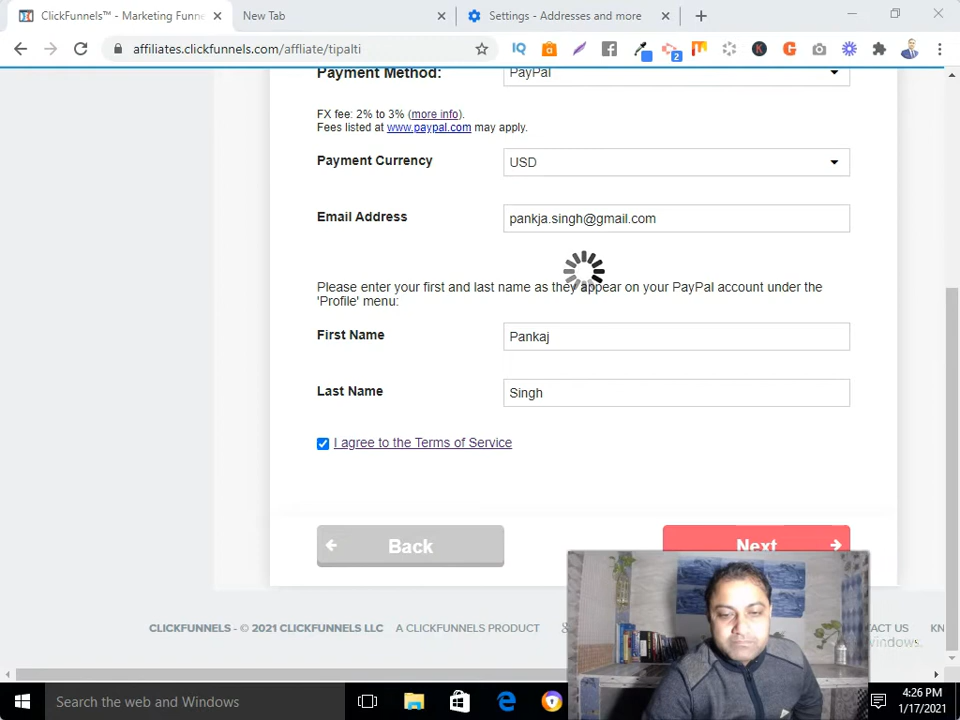 ClickFunnels™ - Marketing Funne
New Tab
Settings - Addresses and more
affiliates.clickfunnels.com/affliate/tipalti
Payment Method:
PayPal
FX fee: 2% to 3% (more info).
Fees listed at www.paypal.com may apply.
Payment Currency
USD
Email Address
pankja.singh@gmail.com
Please enter your first and last name as they appear on your PayPal account under the
'Profile' menu:
First Name
Pankaj
Last Name
Singh
I agree to the Terms of Service
Back
Next
CLICKFUNNELS - © 2021 CLICKFUNNELS LLC
A CLICKFUNNELS PRODUCT
ACT US
KN
Windows.
Search the web and Windows
4:26 PM
1/17/2021